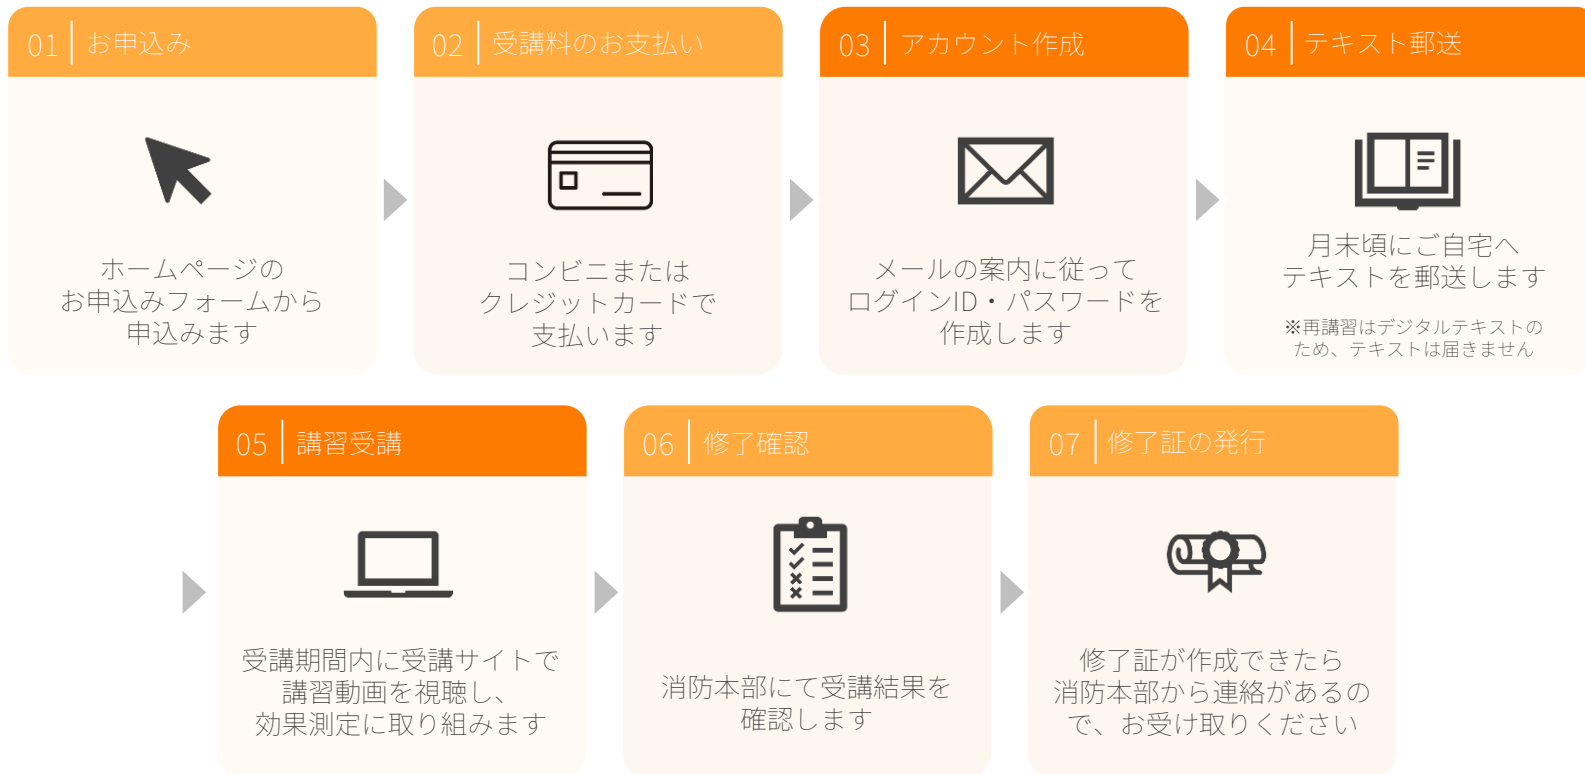 01 お申込み
ホームページの
お申込みフォームから
申込みます
02 受講料のお支払い
コンビニまたは
クレジットカードで
支払います
03 アカウント作成
メールの案内に従って
ログインID・パスワードを
作成します
04 テキスト郵送
月末頃にご自宅へ
テキストを郵送します
※再講習はデジタルテキストの
ため、テキストは届きません
05 講習受講
受講期間内に受講サイトで
講習動画を視聴し、
効果測定に取り組みます
06 修了確認
消防本部にて受講結果を
確認します
07 修了証の発行
修了証が作成できたら
消防本部から連絡があるの
で、お受け取りください